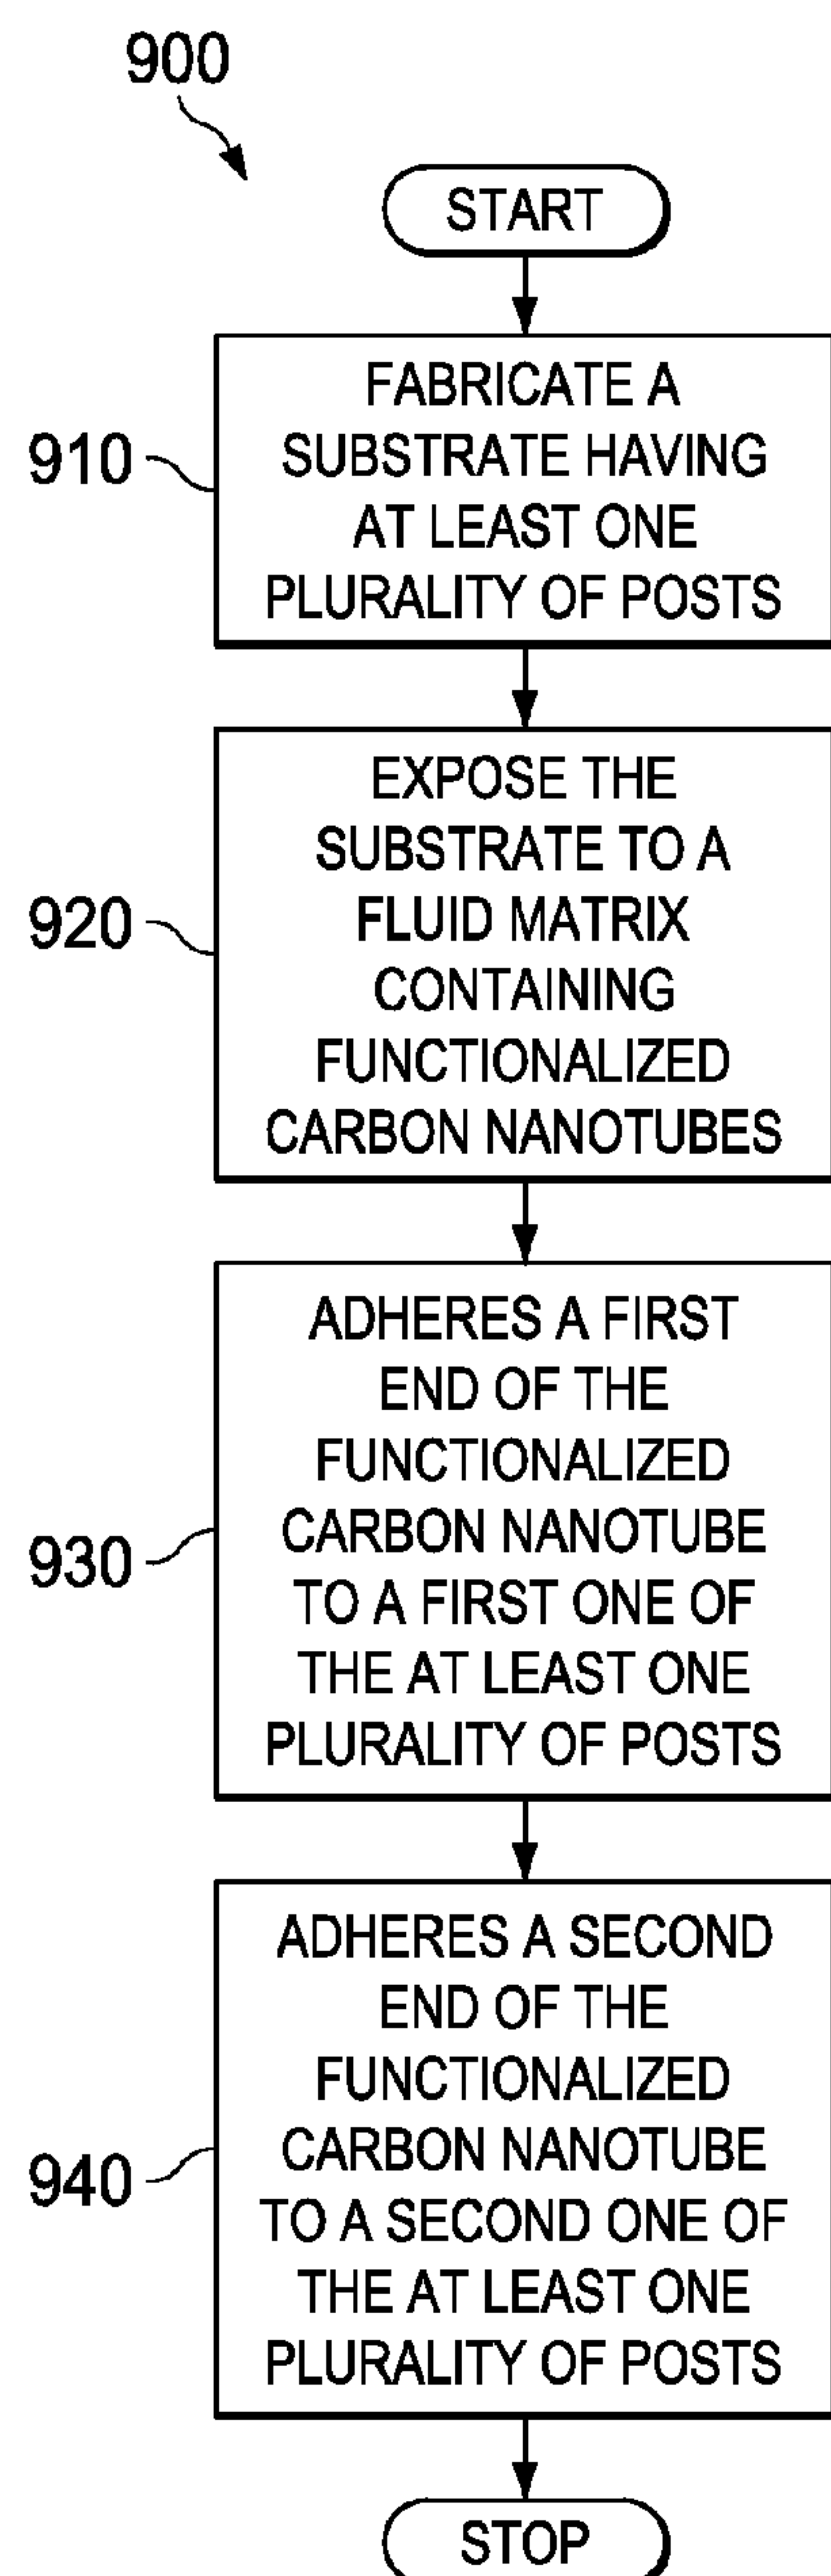 900
START
910
FABRICATE A
SUBSTRATE HAVING
AT LEAST ONE
PLURALITY OF POSTS
920
EXPOSE THE
SUBSTRATE TO A
FLUID MATRIX
CONTAINING
FUNCTIONALIZED
CARBON NANOTUBES
930
ADHERES A FIRST
END OF THE
FUNCTIONALIZED
CARBON NANOTUBE
TO A FIRST ONE OF
THE AT LEAST ONE
PLURALITY OF POSTS
940
ADHERES A SECOND
END OF THE
FUNCTIONALIZED
CARBON NANOTUBE
TO A SECOND ONE OF
THE AT LEAST ONE
PLURALITY OF POSTS
STOP